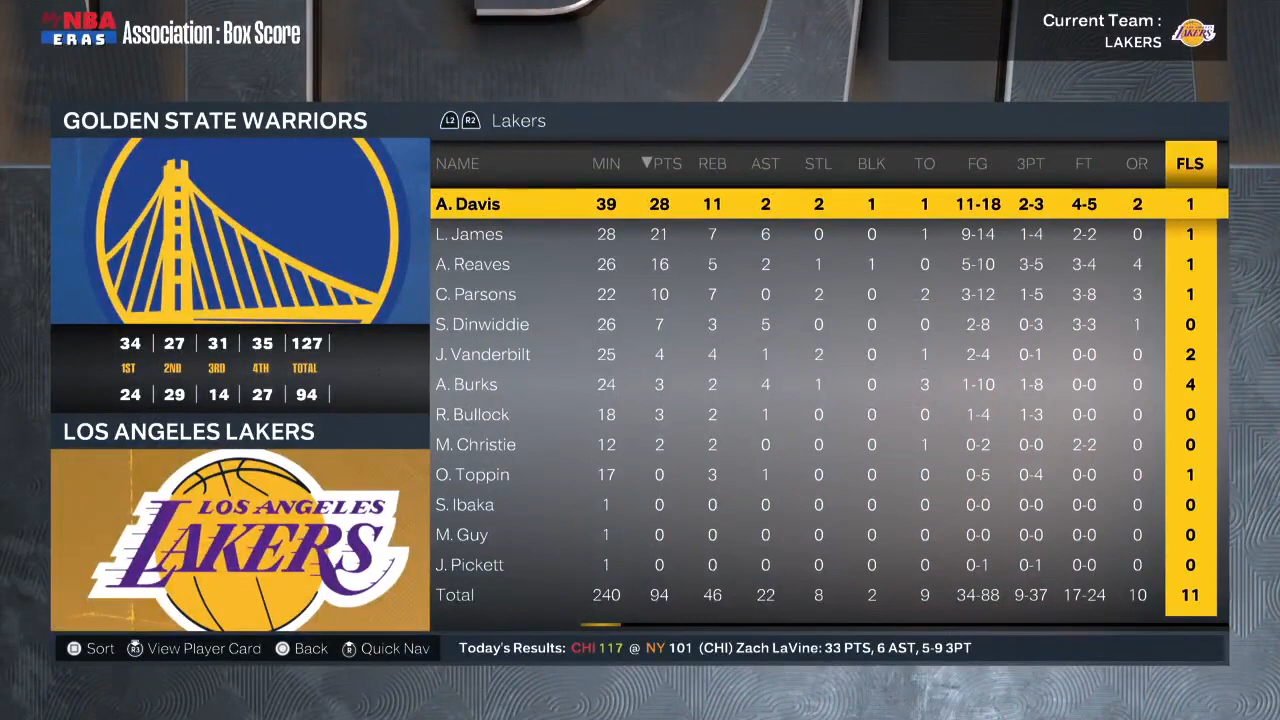 MyNBA ERAS Association : Box Score
Current Team :
LAKERS
LAKERS
GOLDEN STATE WARRIORS
34 27 31 35 127
1ST 2ND 3RD 4TH TOTAL
24 29 14 27 94
LOS ANGELES LAKERS
LOS ANGELES
LAKERS
L2 R2 Lakers
NAME MIN ▼PTS REB AST STL BLK TO FG 3PT FT OR FLS
A. Davis 39 28 11 2 2 1 1 11-18 2-3 4-5 2 1
L. James 28 21 7 6 0 0 1 9-14 1-4 2-2 0 1
A. Reaves 26 16 5 2 1 1 0 5-10 3-5 3-4 4 1
C. Parsons 22 10 7 0 2 0 2 3-12 1-5 3-8 3 1
S. Dinwiddie 26 7 3 5 0 0 0 2-8 0-3 3-3 1 0
J. Vanderbilt 25 4 4 1 2 0 1 2-4 0-1 0-0 0 2
A. Burks 24 3 2 4 1 0 3 1-10 1-8 0-0 0 4
R. Bullock 18 3 2 1 0 0 0 1-4 1-3 0-0 0 0
M. Christie 12 2 2 0 0 0 1 0-2 0-0 2-2 0 0
O. Toppin 17 0 3 1 0 0 0 0-5 0-4 0-0 0 1
S. Ibaka 1 0 0 0 0 0 0 0-0 0-0 0-0 0 0
M. Guy 1 0 0 0 0 0 0 0-0 0-0 0-0 0 0
J. Pickett 1 0 0 0 0 0 0 0-1 0-1 0-0 0 0
Total 240 94 46 22 8 2 9 34-88 9-37 17-24 10 11
Sort R3 View Player Card Back R Quick Nav
Today's Results: CHI 117 @ NY 101 (CHI) Zach LaVine: 33 PTS, 6 AST, 5-9 3PT